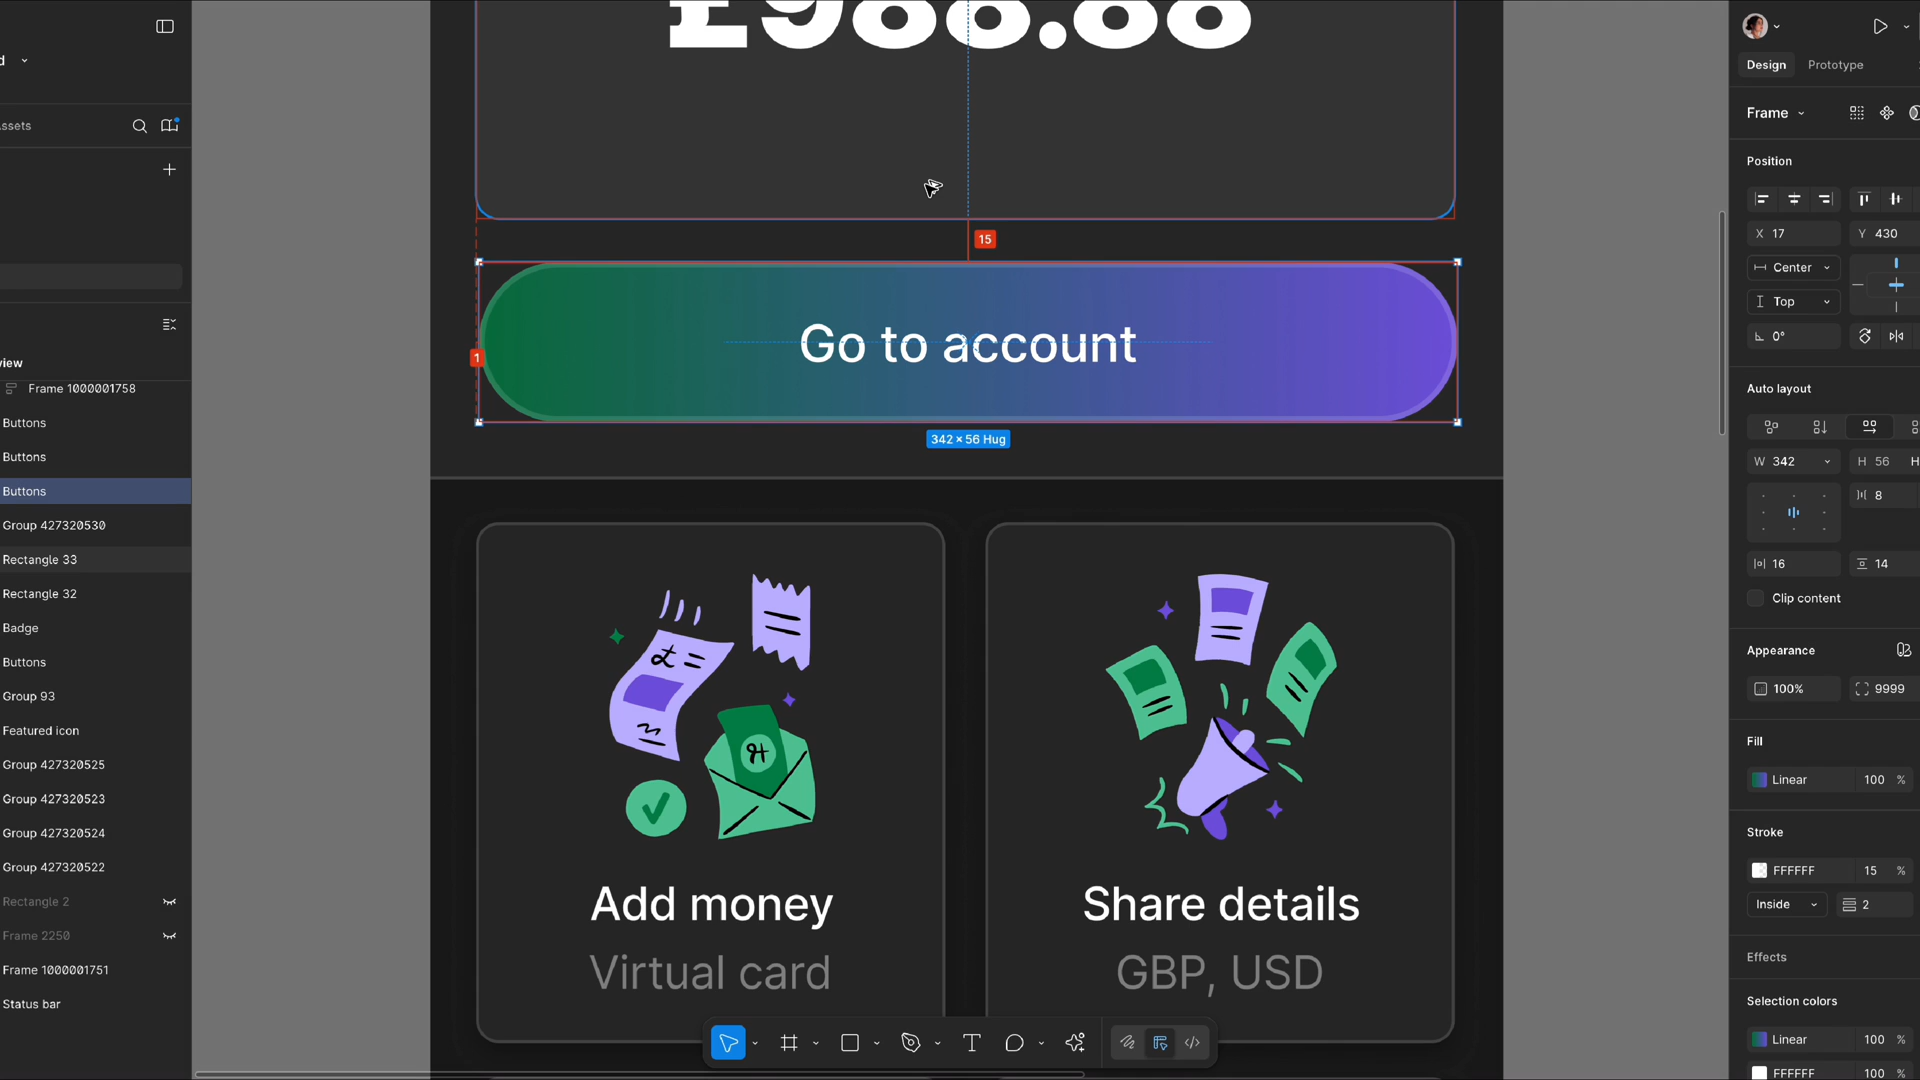 d
£988.88
Design
Prototype
ssets
Frame
Position
X 17
Y 430
15
Center
Top
0°
Go to account
1
view
Frame 1000001758
Auto layout
Buttons
342 × 56 Hug
Buttons
W 342
H 56
H
Buttons
8
Group 427320530
Rectangle 33
16
14
Rectangle 32
Clip content
Badge
Appearance
Buttons
100%
9999
Group 93
Featured icon
Fill
Group 427320525
Linear
100
%
Group 427320523
Group 427320524
Stroke
Group 427320522
FFFFFF
15
%
Rectangle 2
Inside
2
Add money
Share details
Frame 2250
Effects
Frame 1000001751
Virtual card
GBP, USD
Status bar
Selection colors
Linear
100
%
FFFFFF
100
%